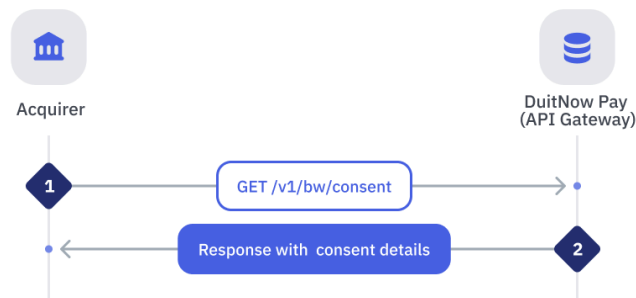 Acquirer
DuitNow Pay
(API Gateway)
1
GET /v1/bw/consent
Response with consent details
2